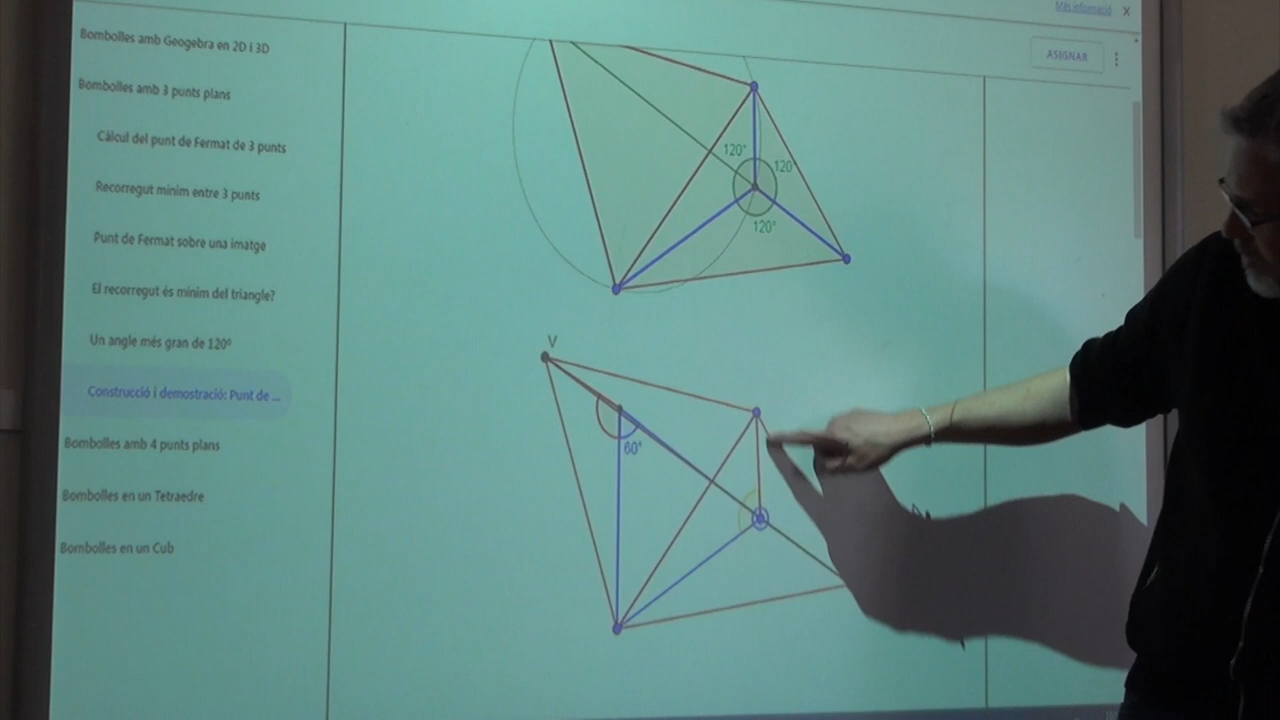 Més informació ×
Bombolles amb Geogebra en 2D i 3D
ASIGNAR
Bombolles amb 3 punts plans
Càlcul del punt de Fermat de 3 punts
Recorregut mínim entre 3 punts
Punt de Fermat sobre una imatge
El recorregut és mínim del triangle?
Un angle més gran de 120º
Construcció i demostració: Punt de ...
Bombolles amb 4 punts plans
Bombolles en un Tetraedre
Bombolles en un Cub
120°
120°
120°
V
60°